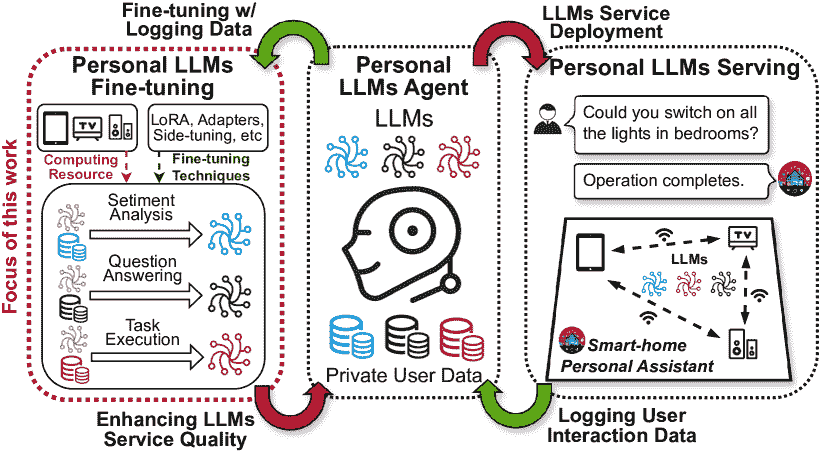 Fine-tuning w/
Logging Data
LLMs Service
Deployment
Focus of this work
Personal LLMs
Fine-tuning
TV
LoRA, Adapters,
Side-tuning, etc
Computing
Resource
Fine-tuning
Techniques
Setiment
Analysis
Question
Answering
Task
Execution
Personal
LLMs Agent
LLMs
Private User Data
Personal LLMs Serving
Could you switch on all
the lights in bedrooms?
Operation completes.
TV
LLMs
Smart-home
Personal Assistant
Enhancing LLMs
Service Quality
Logging User
Interaction Data